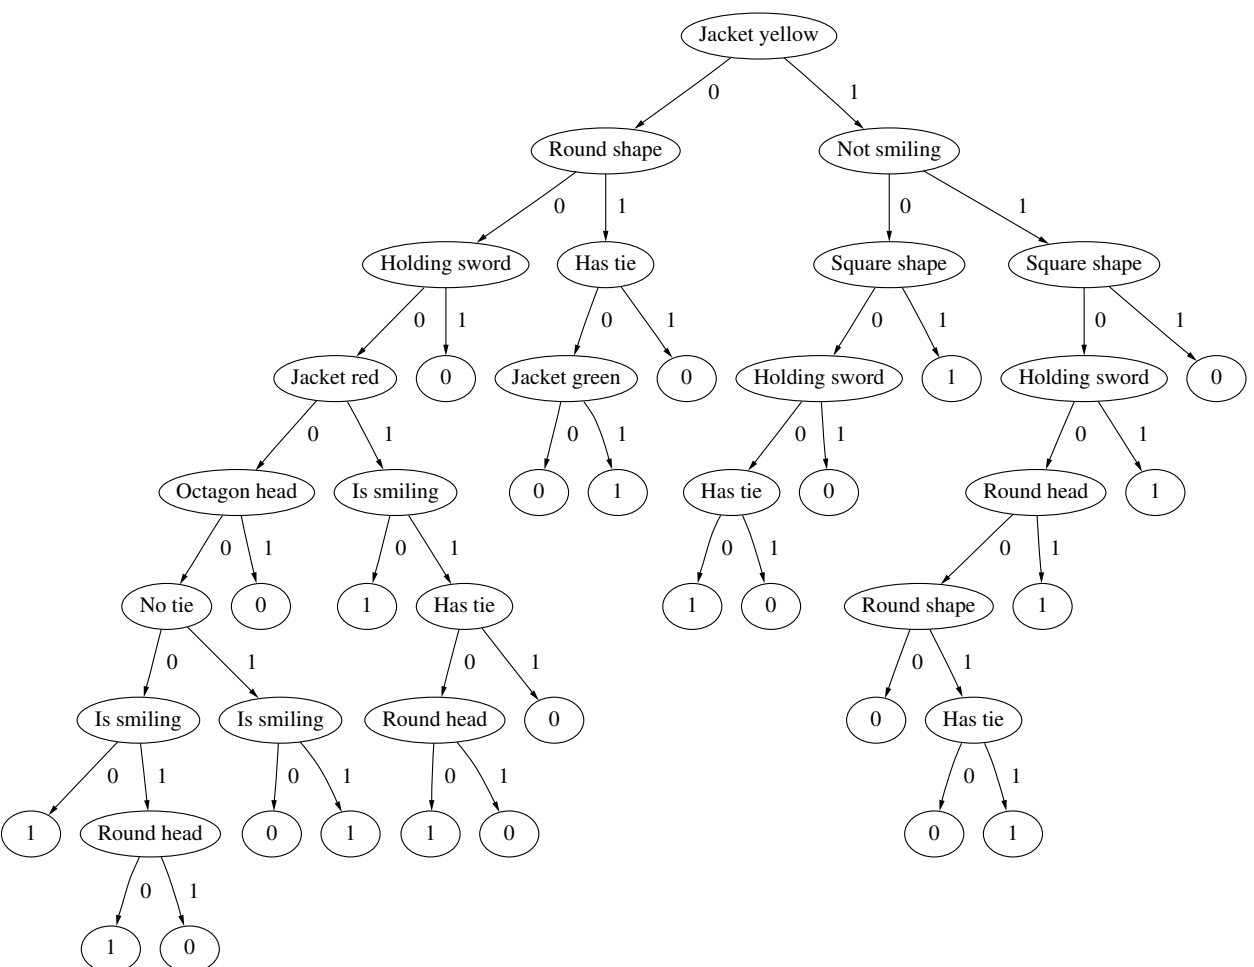 Jacket yellow
0 1
Round shape Not smiling
0 1 0 1
Holding sword Has tie Square shape Square shape
0 1 0 1 0 1 0 1
Jacket red 0 Jacket green 0 Holding sword 1 Holding sword 0
0 1 0 1 0 1 0 1
Octagon head Is smiling 0 1 Has tie 0 Round head 1
0 1 0 1 0 1 0 1
No tie 0 1 Has tie 1 0 Round shape 1
0 1 0 1 0 1
Is smiling Is smiling Round head 0 0 Has tie
0 1 0 1 0 1 0 1
1 Round head 0 1 1 0 0 1
0 1
1 0